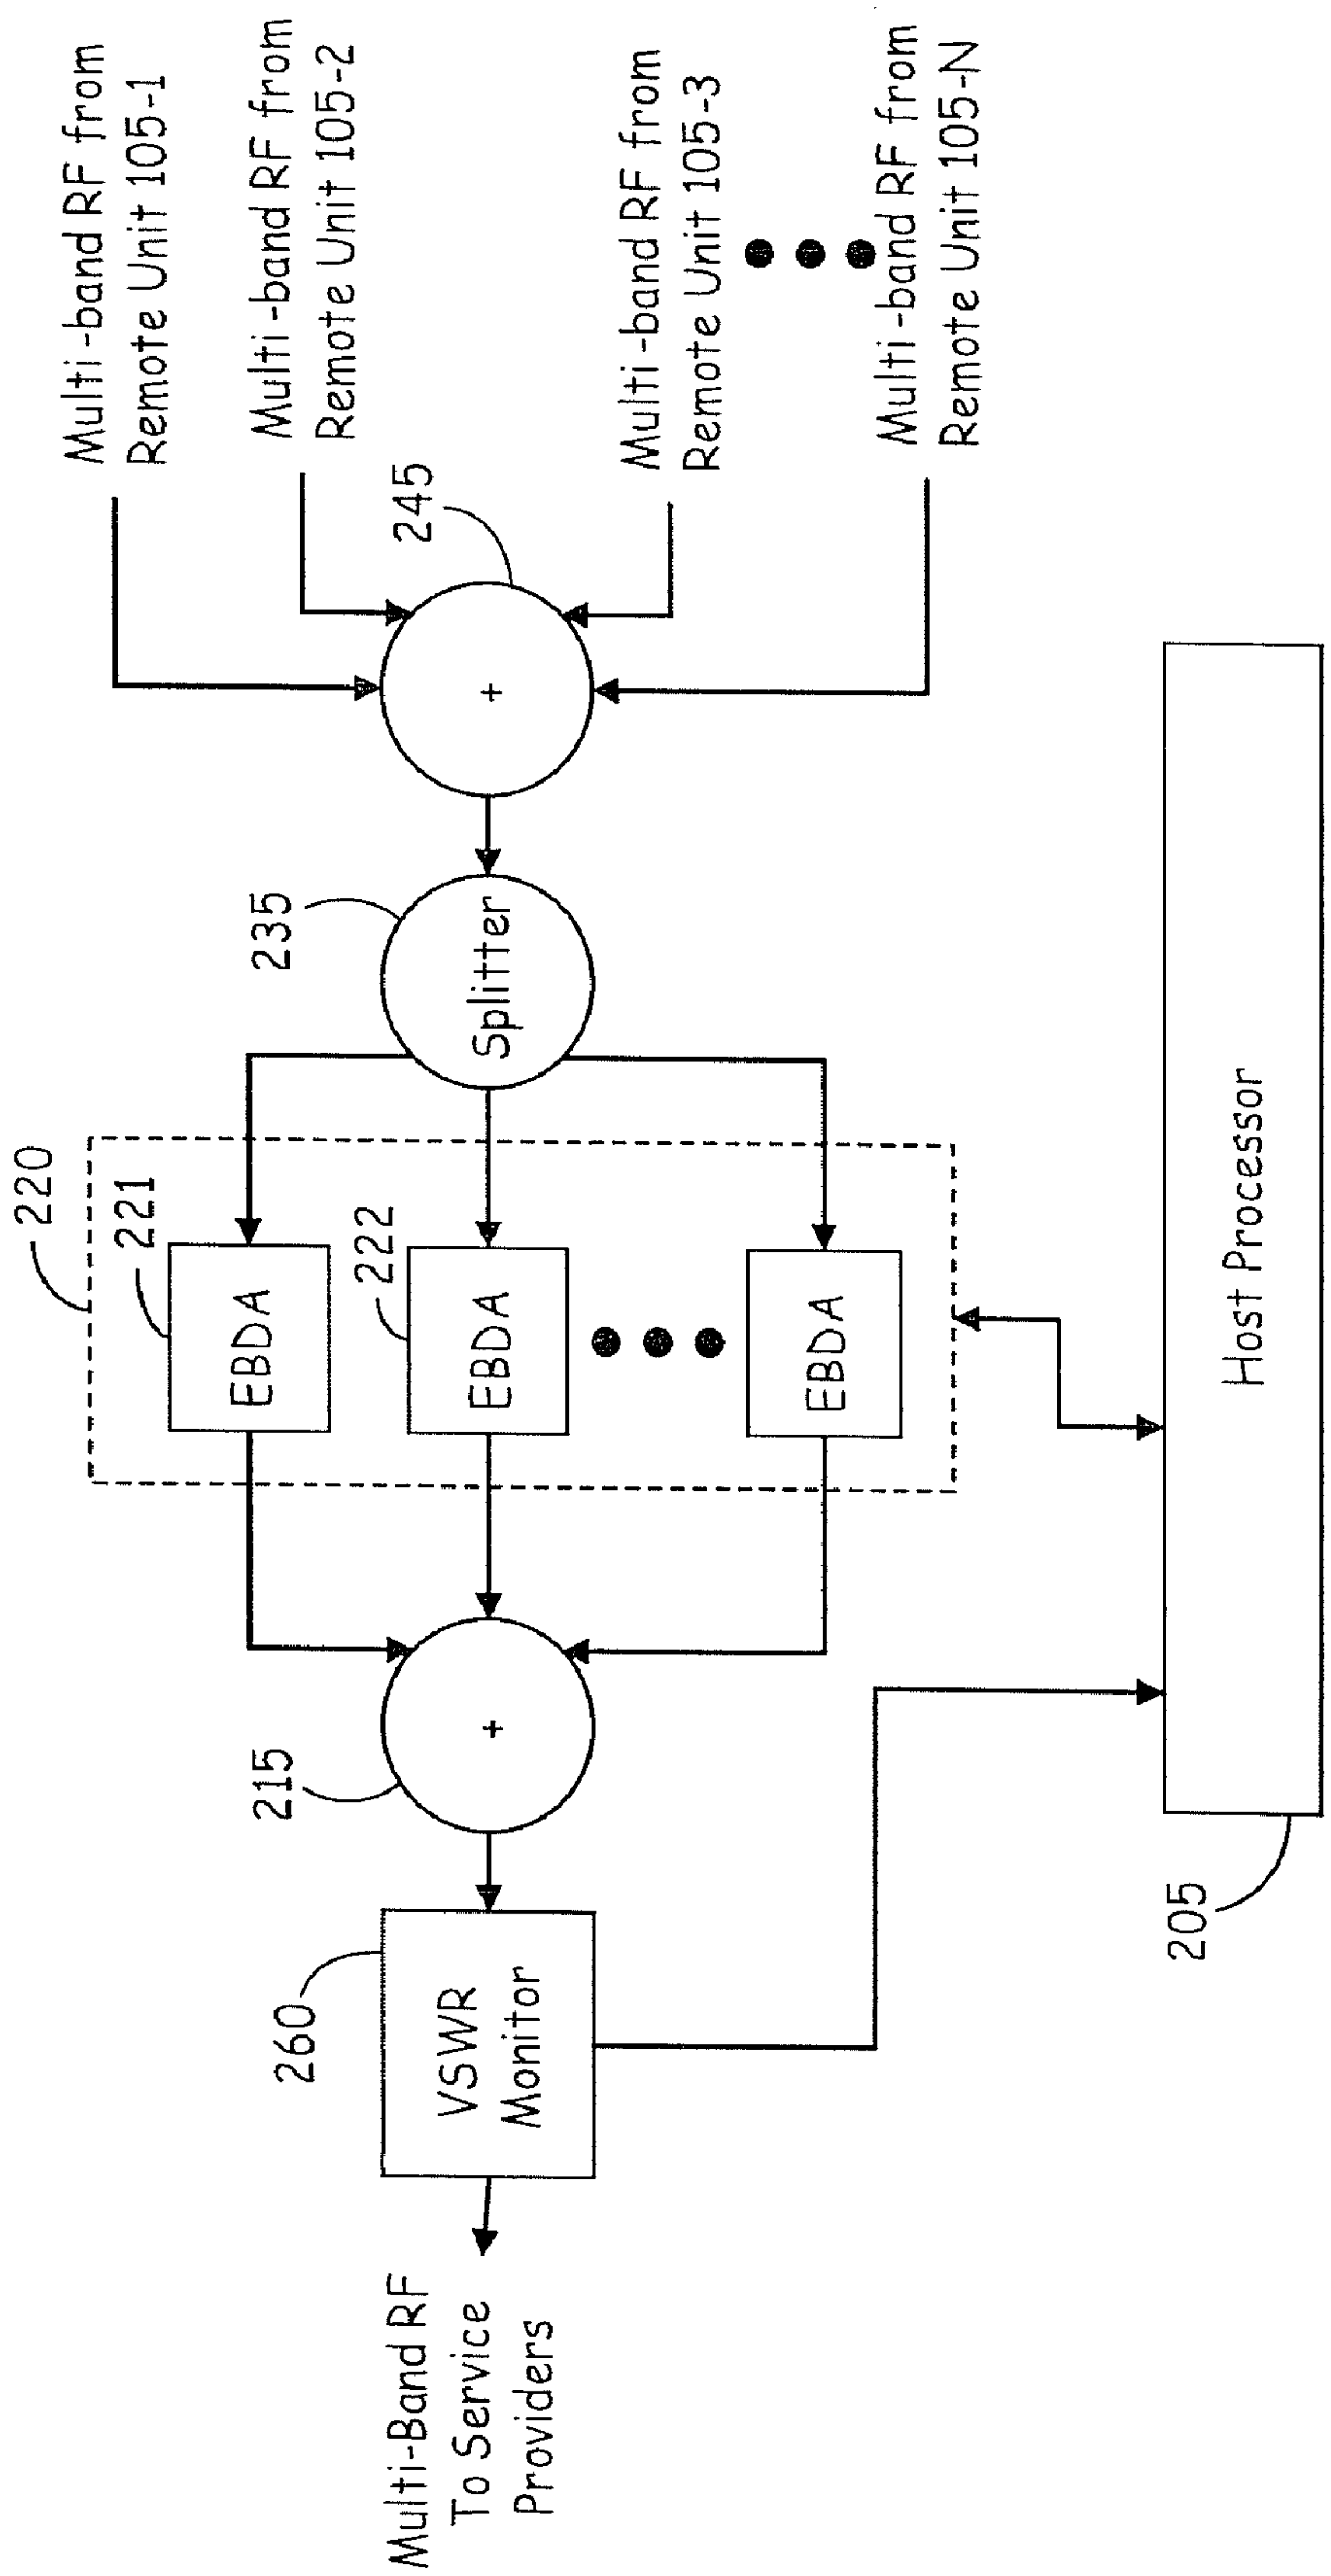 Multi-band RF from
Remote Unit 105-1
Multi-band RF from
Remote Unit 105-2
Multi-band RF from
Remote Unit 105-3
Multi-band RF from
Remote Unit 105-N
245
+
235
Splitter
220
221
EBDA
222
EBDA
EBDA
215
+
260
VSWR
Monitor
Multi-Band RF
To Service
Providers
Host Processor
205